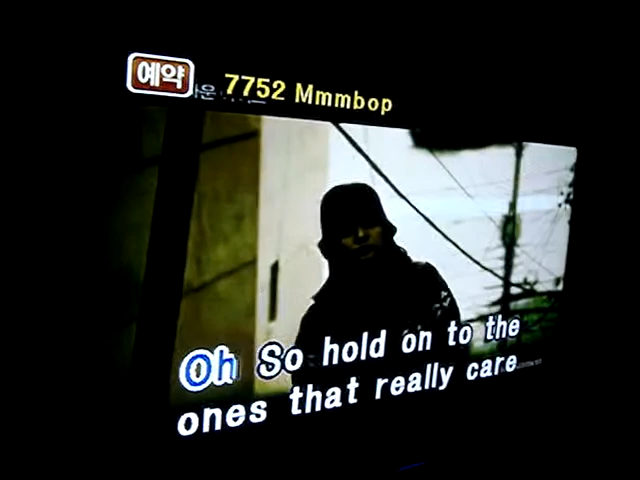 예약 7752 Mmmbop
Oh So hold on to the
ones that really care